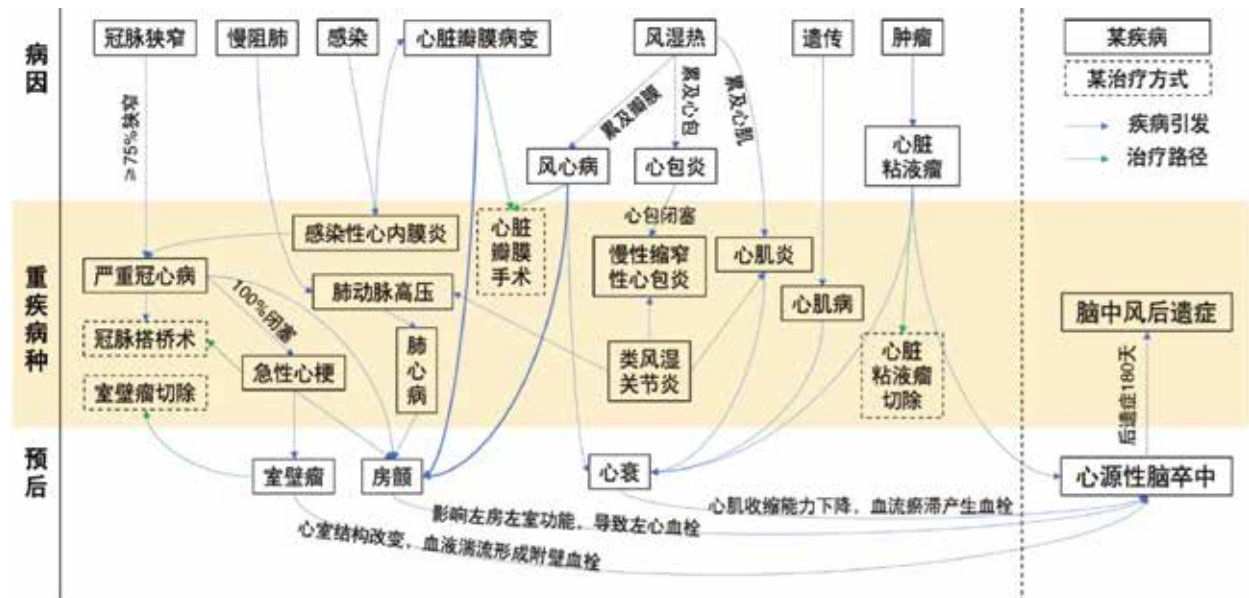 病因
冠脉狭窄
慢阻肺
感染
心脏瓣膜病变
风湿热
遗传
肿瘤
某疾病
某治疗方式
疾病引发
治疗路径
≥75%狭窄
累及瓣膜
累及心包
累及心肌
风心病
心包炎
心脏
粘液瘤
重疾病种
感染性心内膜炎
心脏
瓣膜
手术
心包闭塞
慢性缩窄
性心包炎
心肌炎
严重冠心病
100%闭塞
肺动脉高压
心肌病
脑中风后遗症
冠脉搭桥术
急性心梗
肺心病
类风湿
关节炎
心脏
粘液瘤
切除
室壁瘤切除
后遗症180天
预后
室壁瘤
房颤
心衰
心源性脑卒中
心肌收缩能力下降，血流瘀滞产生血栓
影响左房左室功能，导致左心血栓
心室结构改变，血液湍流形成附壁血栓